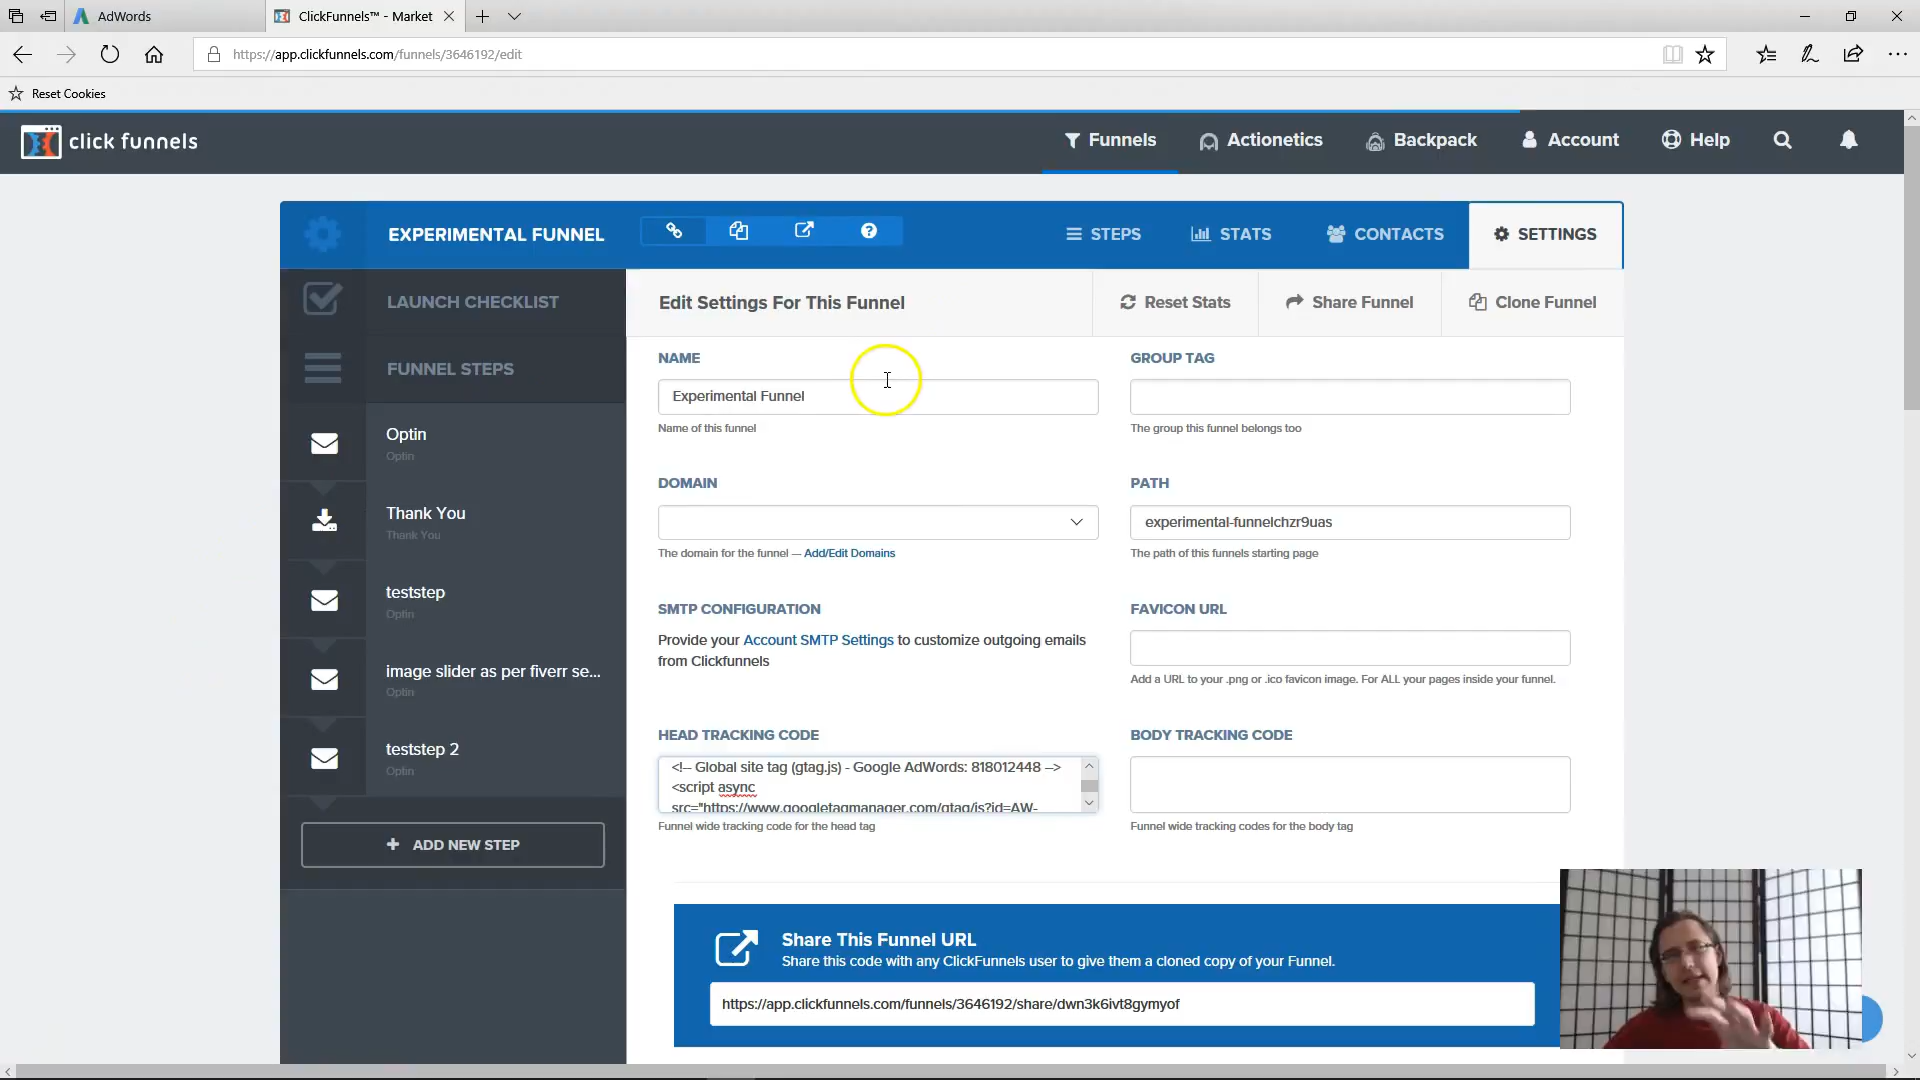 AdWords
ClickFunnels™ - Market
https://app.clickfunnels.com/funnels/3646192/edit
Reset Cookies
click funnels
Funnels
Actionetics
Backpack
Account
Help
EXPERIMENTAL FUNNEL
STEPS
STATS
CONTACTS
SETTINGS
LAUNCH CHECKLIST
Edit Settings For This Funnel
Reset Stats
Share Funnel
Clone Funnel
FUNNEL STEPS
NAME
Experimental Funnel
Name of this funnel
GROUP TAG
The group this funnel belongs too
Optin
Optin
DOMAIN
The domain for the funnel — Add/Edit Domains
PATH
experimental-funnelchzr9uas
The path of this funnels starting page
Thank You
Thank You
teststep
Optin
SMTP CONFIGURATION
Provide your Account SMTP Settings to customize outgoing emails
from Clickfunnels
FAVICON URL
Add a URL to your .png or .ico favicon image. For ALL your pages inside your funnel.
image slider as per fiverr se...
Optin
HEAD TRACKING CODE
<!-- Global site tag (gtag.js) - Google AdWords: 818012448 -->
<script async
src="https://www.googletagmanager.com/gtag/js?id=AW-
Funnel wide tracking code for the head tag
BODY TRACKING CODE
Funnel wide tracking codes for the body tag
teststep 2
Optin
+ ADD NEW STEP
Share This Funnel URL
Share this code with any ClickFunnels user to give them a cloned copy of your Funnel.
https://app.clickfunnels.com/funnels/3646192/share/dwn3k6ivt8gymyof